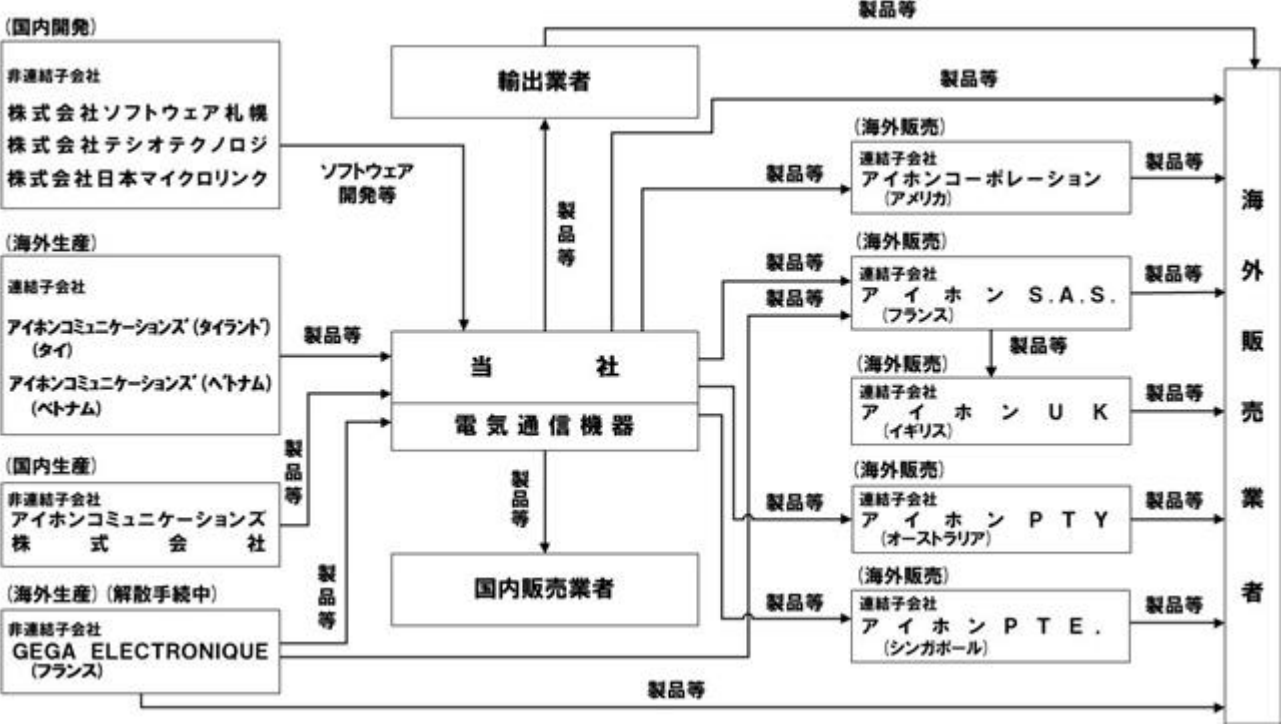 (国内開発)
非連結子会社
株式会社ソフトウェア札幌
株式会社テシオテクノロジ
株式会社日本マイクロリンク
ソフトウェア
開発等
(海外生産)
連結子会社
アイホンコミュニケーションズ(タイランド)
(タイ)
アイホンコミュニケーションズ(ベトナム)
(ベトナム)
製品等
(国内生産)
非連結子会社
アイホンコミュニケーションズ
株式会社
製品等
(海外生産)(解散手続中)
非連結子会社
GEGA ELECTRONIQUE
(フランス)
製品等
製品等
輸出業者
製品等
当社
電気通信機器
製品等
国内販売業者
製品等
製品等
(海外販売)
連結子会社
アイホンコーポレーション
(アメリカ)
製品等
製品等
(海外販売)
連結子会社
アイホン S.A.S.
(フランス)
製品等
製品等
製品等
製品等
(海外販売)
連結子会社
アイホン UK
(イギリス)
製品等
(海外販売)
連結子会社
アイホン PTY
(オーストラリア)
製品等
製品等
(海外販売)
連結子会社
アイホンPTE.
(シンガポール)
製品等
製品等
海外販売業者